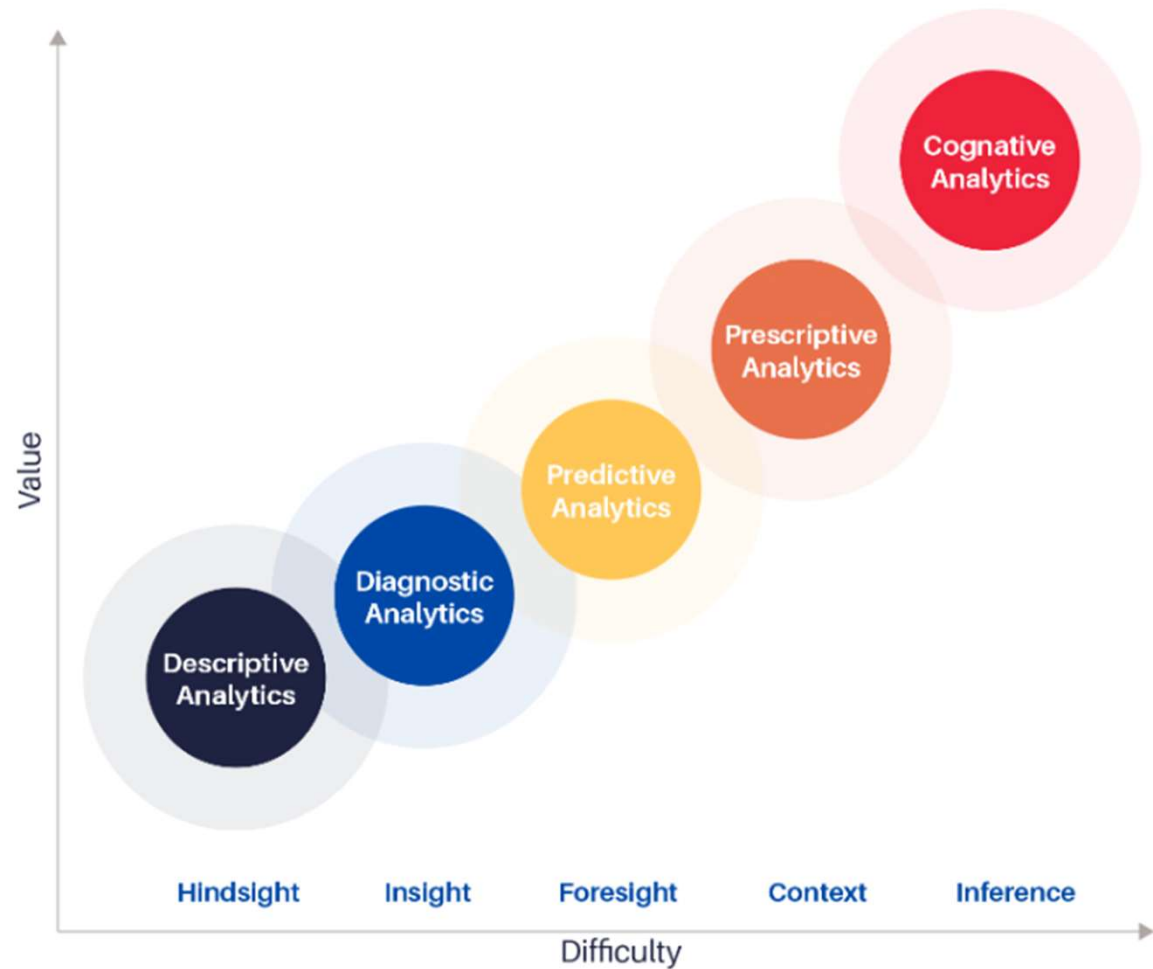 Cognative
Analytics
Prescriptive
Analytics
Predictive
Analytics
Diagnostic
Analytics
Descriptive
Analytics
Value
Hindsight
Insight
Foresight
Context
Inference
Difficulty